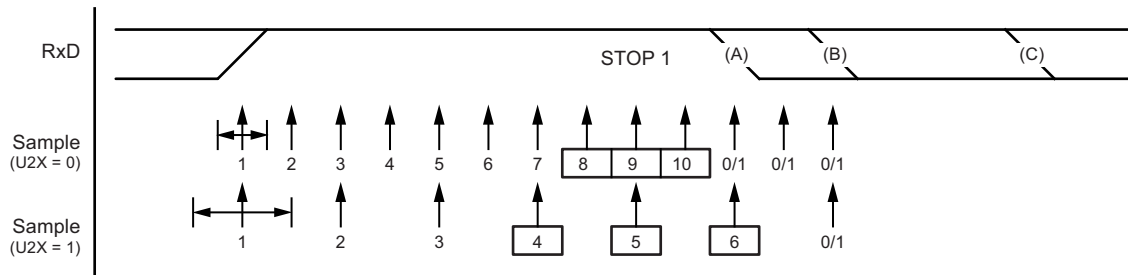 RxD STOP 1 (A) (B) (C)
Sample
(U2X = 0)
1 2 3 4 5 6 7 8 9 10 0/1 0/1 0/1
Sample
(U2X = 1)
1 2 3 4 5 6 0/1